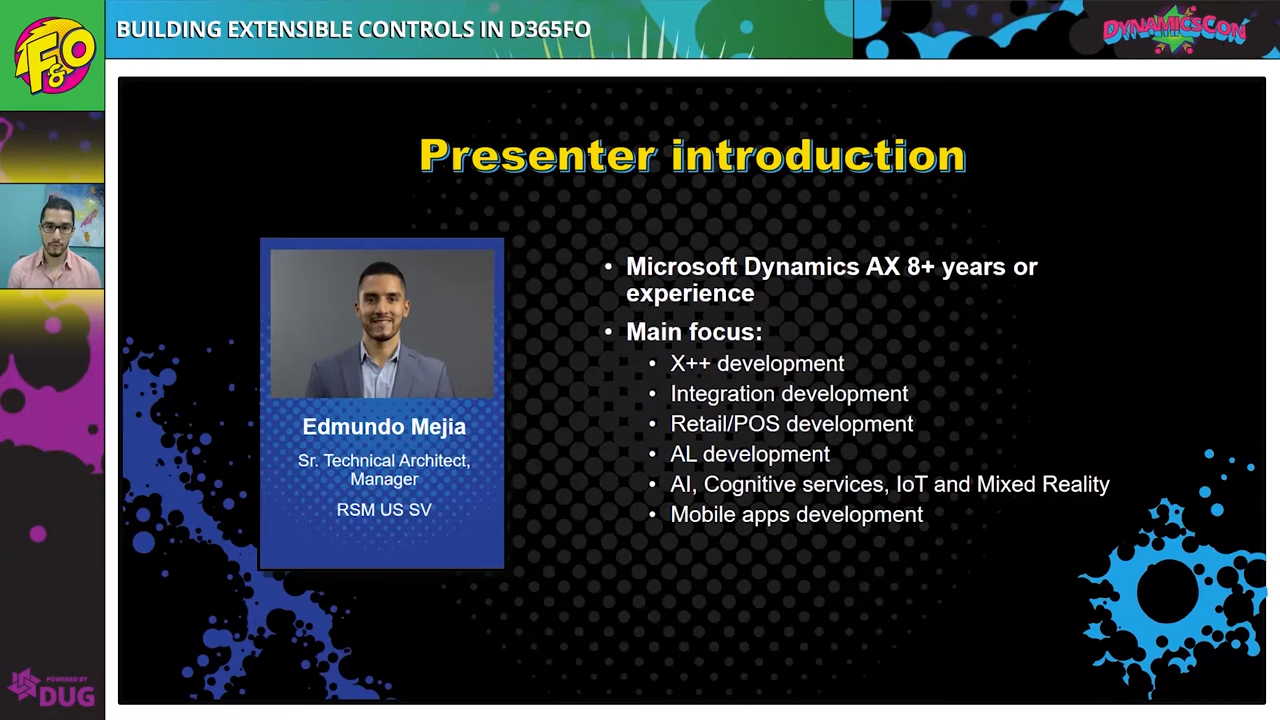 F&O
BUILDING EXTENSIBLE CONTROLS IN D365FO
DYNAMICSCON
Presenter introduction
Edmundo Mejia
Sr. Technical Architect,
Manager
RSM US SV
• Microsoft Dynamics AX 8+ years or
experience
• Main focus:
• X++ development
• Integration development
• Retail/POS development
• AL development
• AI, Cognitive services, IoT and Mixed Reality
• Mobile apps development
POWERED BY
DUG